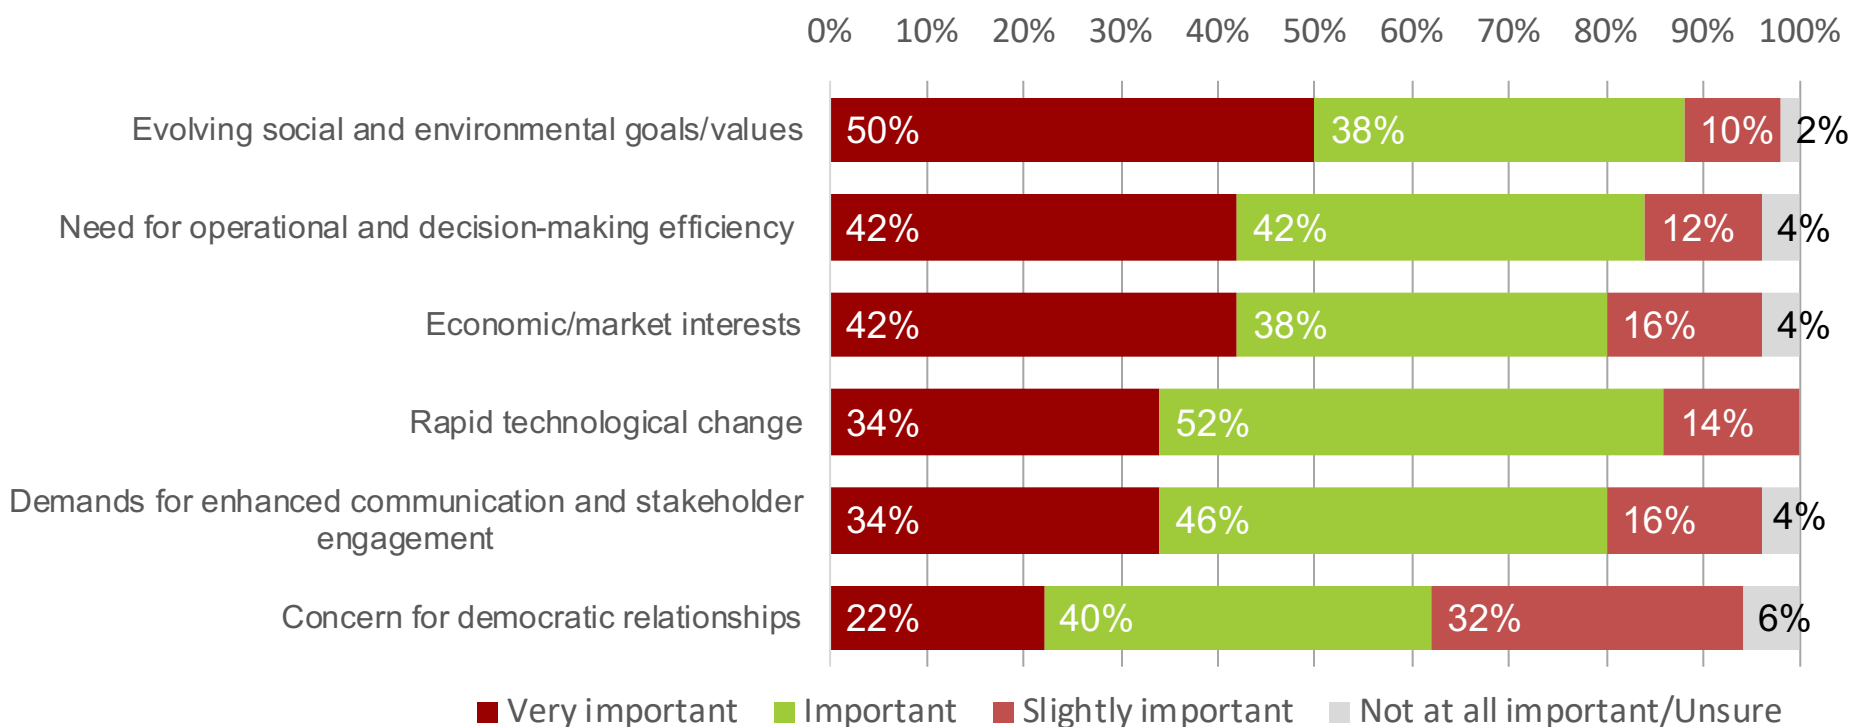 0% 10% 20% 30% 40% 50% 60% 70% 80% 90% 100%
Evolving social and environmental goals/values 50% 38% 10% 2%
Need for operational and decision-making efficiency 42% 42% 12% 4%
Economic/market interests 42% 38% 16% 4%
Rapid technological change 34% 52% 14%
Demands for enhanced communication and stakeholder
engagement 34% 46% 16% 4%
Concern for democratic relationships 22% 40% 32% 6%
Very important Important Slightly important Not at all important/Unsure